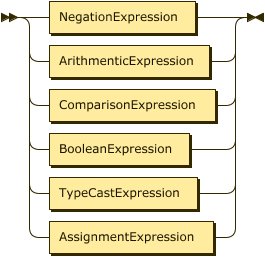 NegationExpression
ArithmenticExpression
ComparisonExpression
BooleanExpression
TypeCastExpression
AssignmentExpression